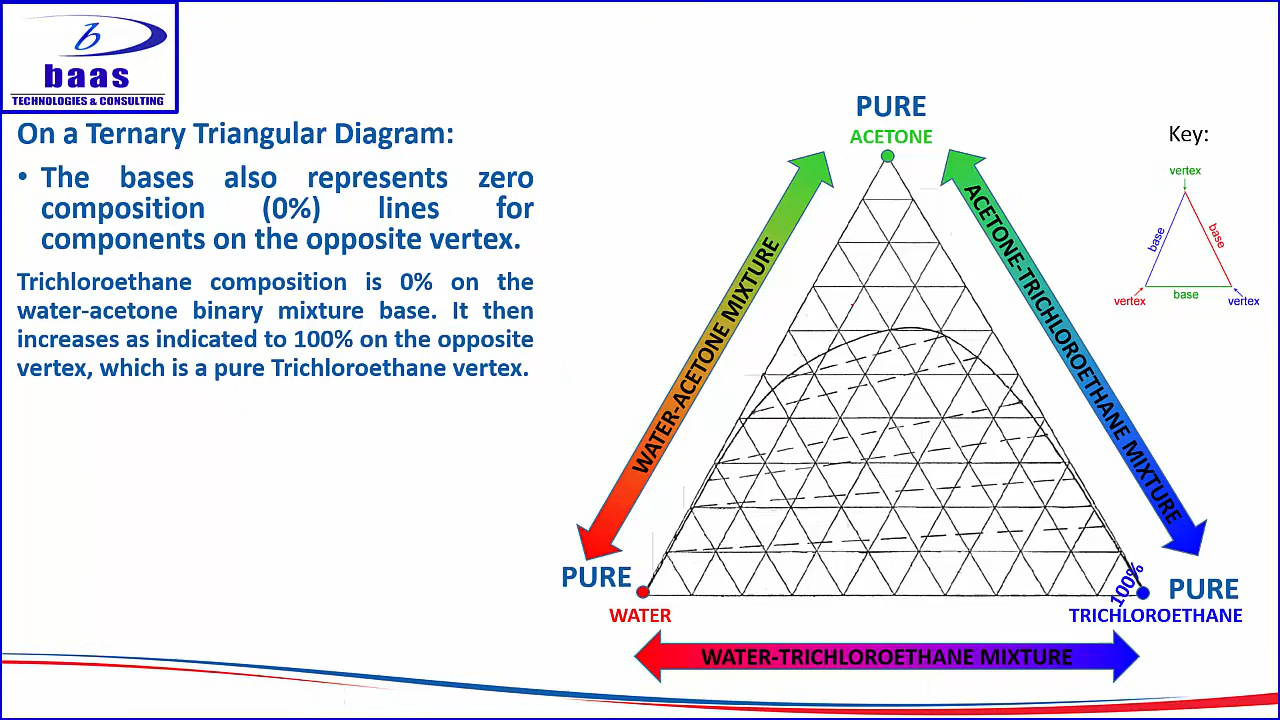 b
baas
TECHNOLOGIES & CONSULTING
On a Ternary Triangular Diagram:
• The bases also represents zero
composition (0%) lines for
components on the opposite vertex.
Trichloroethane composition is 0% on the
water-acetone binary mixture base. It then
increases as indicated to 100% on the opposite
vertex, which is a pure Trichloroethane vertex.
PURE
ACETONE
WATER-ACETONE MIXTURE
ACETONE-TRICHLOROETHANE MIXTURE
PURE
WATER
100%
PURE
TRICHLOROETHANE
WATER-TRICHLOROETHANE MIXTURE
Key:
vertex
base
base
base
vertex
vertex